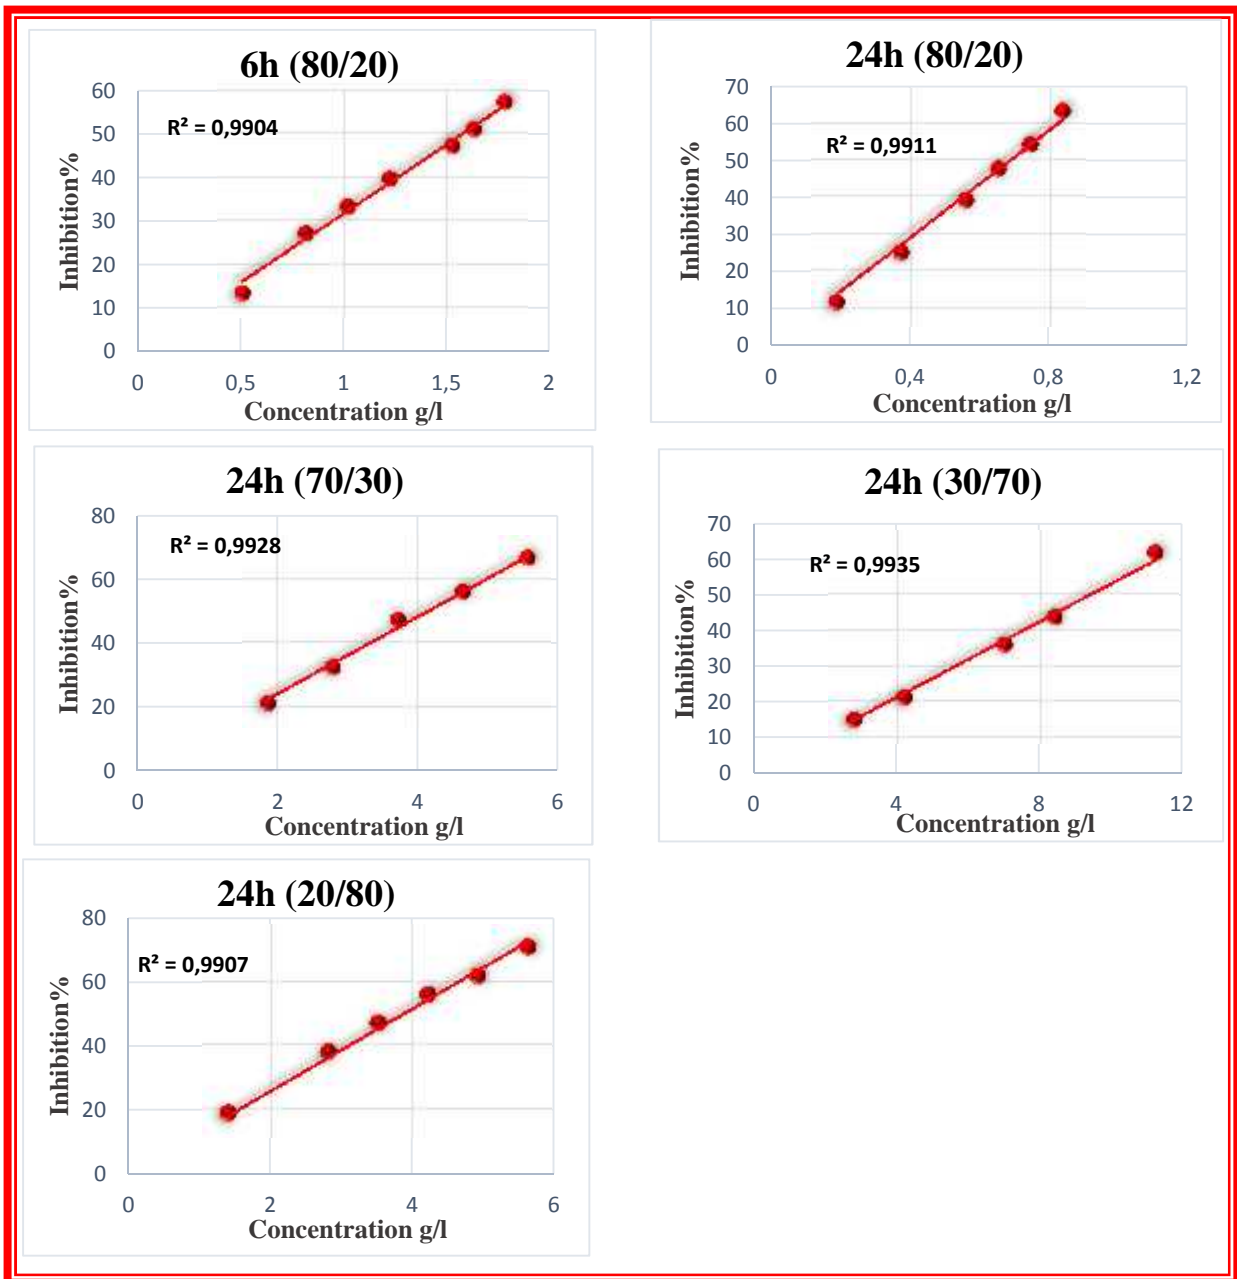 6h (80/20)
60
50
40
30
20
10
0
R² = 0,9904
Inhibition%
0 0,5 1 1,5 2
Concentration g/l
24h (80/20)
70
60
50
40
30
20
10
0
R² = 0,9911
Inhibition%
0 0,4 0,8 1,2
Concentration g/l
24h (70/30)
80
60
40
20
0
R² = 0,9928
Inhibition%
0 2 4 6
Concentration g/l
24h (30/70)
70
60
50
40
30
20
10
0
R² = 0,9935
Inhibition%
0 4 8 12
Concentration g/l
24h (20/80)
80
60
40
20
0
R² = 0,9907
Inhibition%
0 2 4 6
Concentration g/l